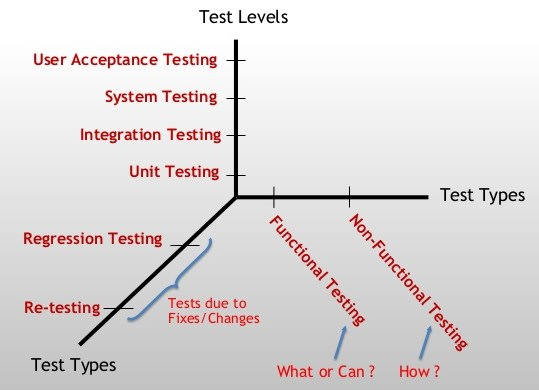 Test Levels
User Acceptance Testing
System Testing
Integration Testing
Unit Testing
Test Types
Functional Testing
Non-Functional Testing
Regression Testing
Re-testing
Tests due to
Fixes/Changes
Test Types
What or Can ?
How ?